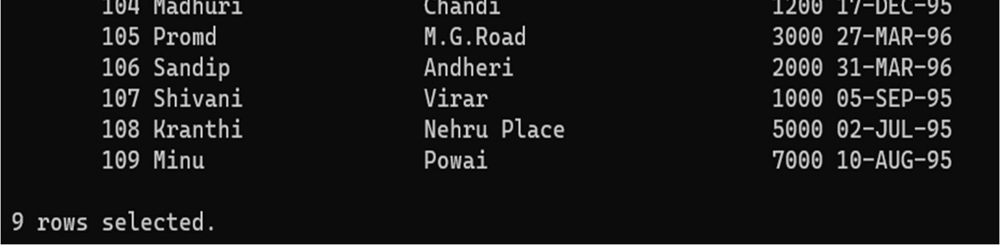 104 Madhuri Chandi 1200 17-DEC-95
105 Promd M.G.Road 3000 27-MAR-96
106 Sandip Andheri 2000 31-MAR-96
107 Shivani Virar 1000 05-SEP-95
108 Kranthi Nehru Place 5000 02-JUL-95
109 Minu Powai 7000 10-AUG-95
9 rows selected.